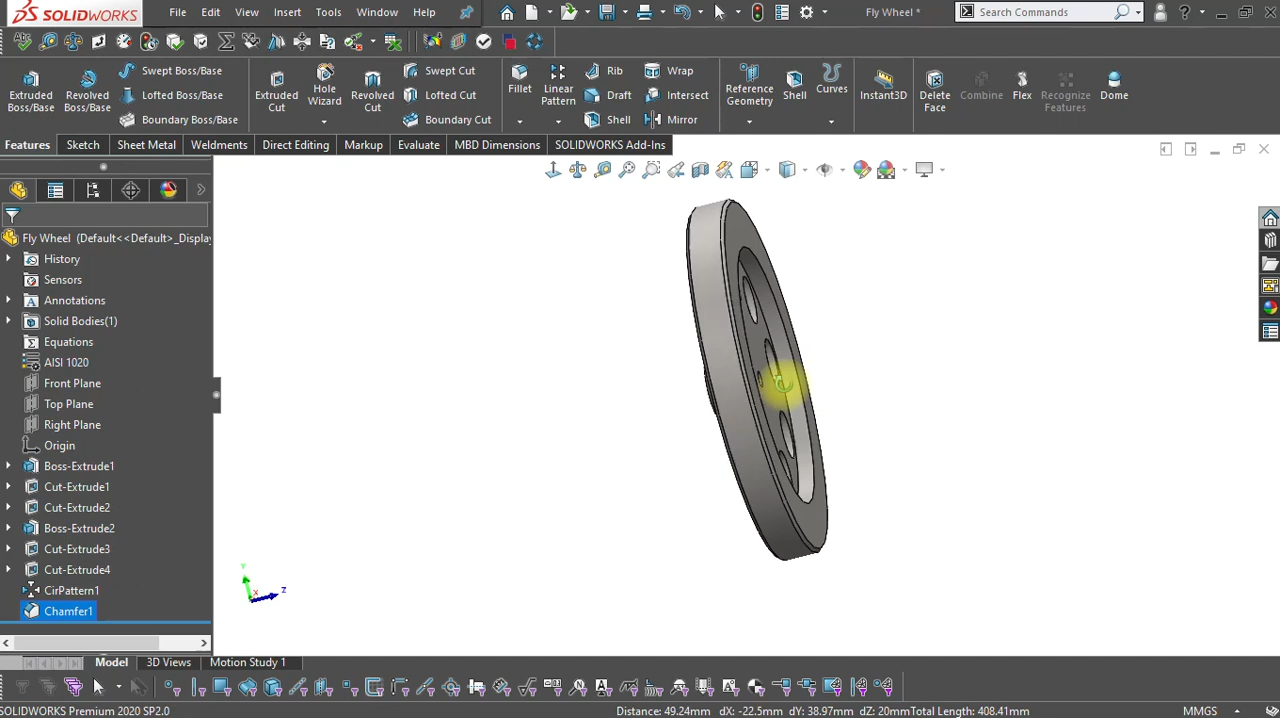 SOLIDWORKS File Edit View Insert Tools Window Help Fly Wheel * Search Commands
Extruded Boss/Base
Revolved Boss/Base
Swept Boss/Base
Lofted Boss/Base
Boundary Boss/Base
Extruded Cut
Hole Wizard
Revolved Cut
Swept Cut
Lofted Cut
Boundary Cut
Fillet
Linear Pattern
Rib
Draft
Shell
Wrap
Intersect
Mirror
Reference Geometry
Shell
Curves
Instant3D
Delete Face
Combine
Flex
Recognize Features
Dome
Features Sketch Sheet Metal Weldments Direct Editing Markup Evaluate MBD Dimensions SOLIDWORKS Add-Ins
Fly Wheel (Default<<Default>_Displa
History
Sensors
Annotations
Solid Bodies(1)
Equations
AISI 1020
Front Plane
Top Plane
Right Plane
Origin
Boss-Extrude1
Cut-Extrude1
Cut-Extrude2
Boss-Extrude2
Cut-Extrude3
Cut-Extrude4
CirPattern1
Chamfer1
Y
X
Z
Model 3D Views Motion Study 1
SOLIDWORKS Premium 2020 SP2.0 Distance: 49.24mm dX: -22.5mm dY: 38.97mm dZ: 20mmTotal Length: 408.41mm MMGS